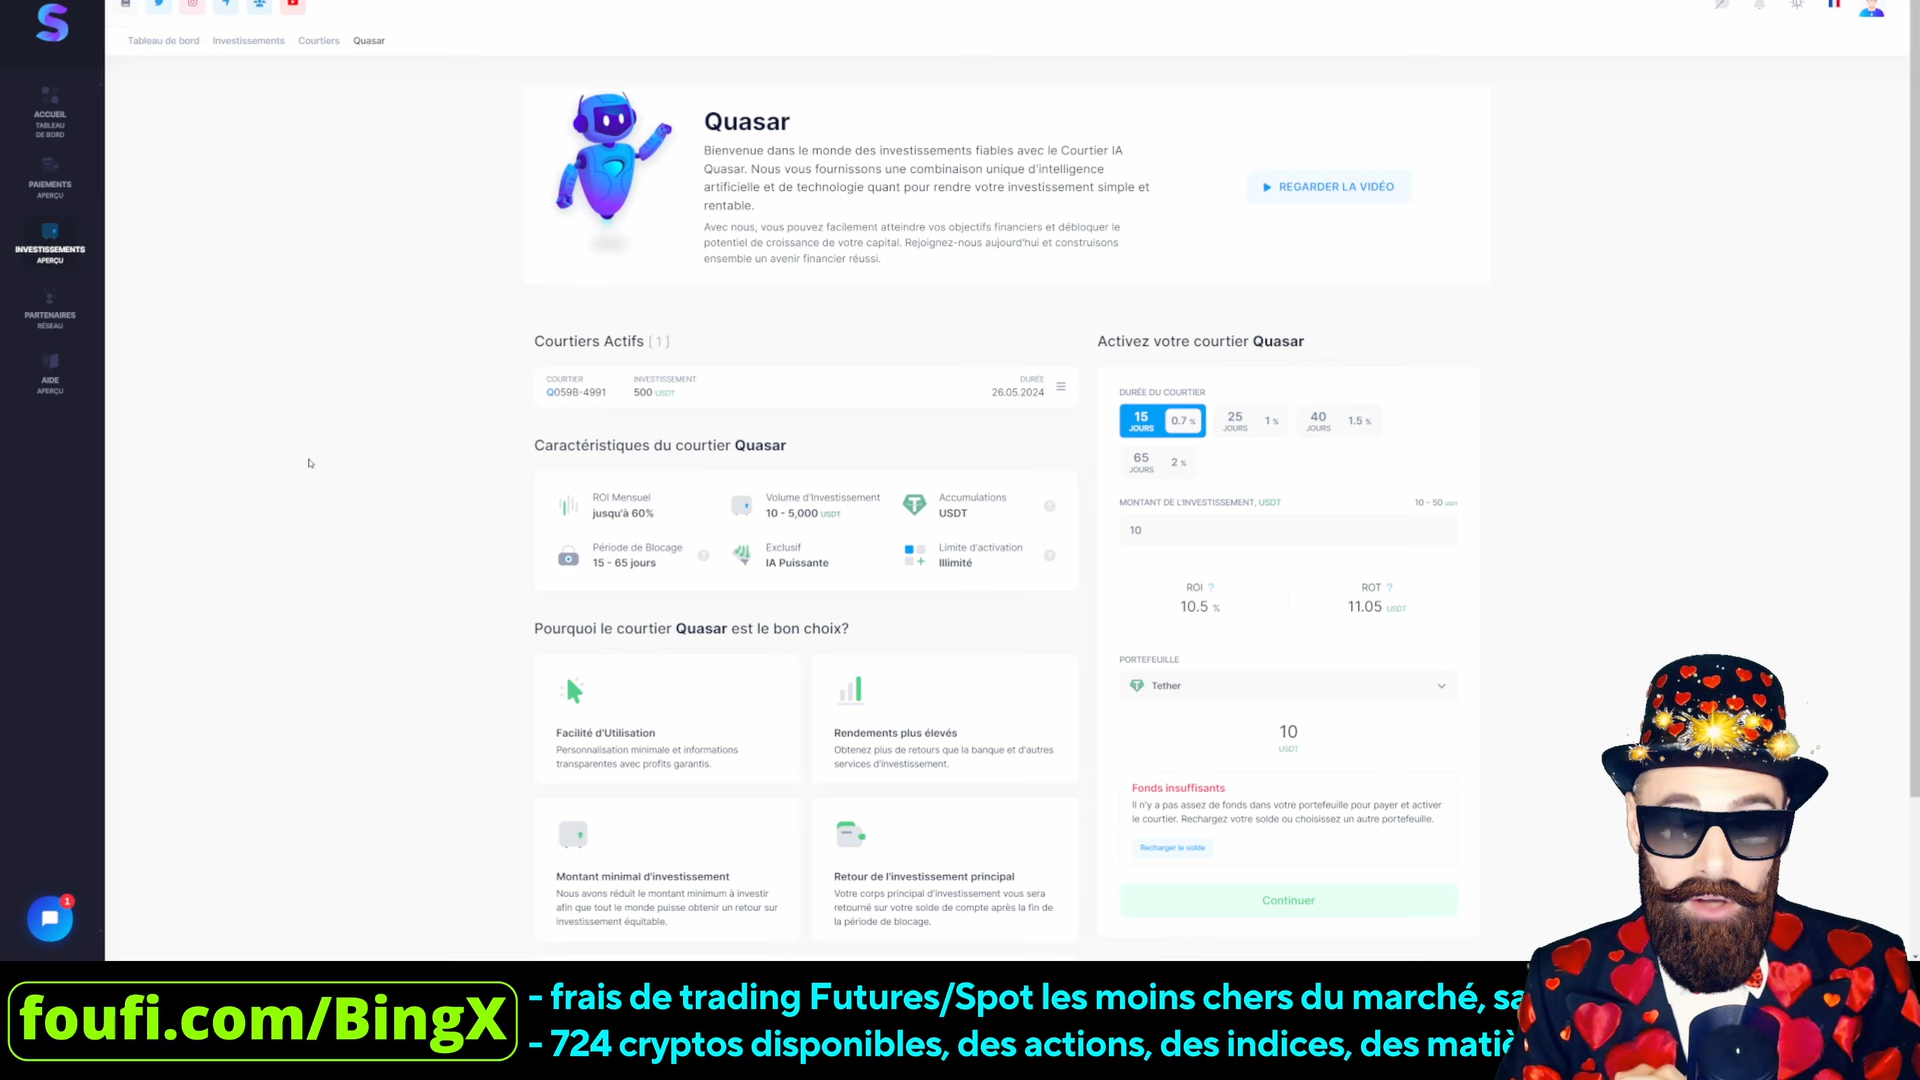 Tableau de bord Investissements Courtiers Quasar
ACCUEIL
TABLEAU
DE BORD
PAIEMENTS
APERÇU
INVESTISSEMENTS
APERÇU
PARTENAIRES
RÉSEAU
AIDE
APERÇU
1
Quasar
Bienvenue dans le monde des investissements fiables avec le Courtier IA
Quasar. Nous vous fournissons une combinaison unique d'intelligence
artificielle et de technologie quant pour rendre votre investissement simple et
rentable.
Avec nous, vous pouvez facilement atteindre vos objectifs financiers et débloquer le
potentiel de croissance de votre capital. Rejoignez-nous aujourd'hui et construisons
ensemble un avenir financier réussi.
REGARDER LA VIDÉO
Courtiers Actifs [ 1 ]
COURTIER INVESTISSEMENT DURÉE
Q059B-4991 500 USDT 26.05.2024
Caractéristiques du courtier Quasar
ROI Mensuel
jusqu'à 60%
Volume d'Investissement
10 - 5,000 USDT
Accumulations
USDT
Période de Blocage
15 - 65 jours
Exclusif
IA Puissante
Limite d'activation
Illimité
Pourquoi le courtier Quasar est le bon choix?
Facilité d'Utilisation
Personnalisation minimale et informations
transparentes avec profits garantis.
Rendements plus élevés
Obtenez plus de retours que la banque et d'autres
services d'investissement.
Montant minimal d'investissement
Nous avons réduit le montant minimum à investir
afin que tout le monde puisse obtenir un retour sur
investissement équitable.
Retour de l'investissement principal
Votre corps principal d'investissement vous sera
retourné sur votre solde de compte après la fin de
la période de blocage.
Activez votre courtier Quasar
DURÉE DU COURTIER
15 JOURS 0.7 %
25 JOURS 1 %
40 JOURS 1.5 %
65 JOURS 2 %
MONTANT DE L'INVESTISSEMENT, USDT 10 - 50 USDT
10
ROI ? ROT ?
10.5 % 11.05 USDT
PORTEFEUILLE
Tether
10
USDT
Fonds insuffisants
Il n'y a pas assez de fonds dans votre portefeuille pour payer et activer
le courtier. Rechargez votre solde ou choisissez un autre portefeuille.
Recharger le solde
Continuer
foufi.com/BingX
- frais de trading Futures/Spot les moins chers du marché, sa
- 724 cryptos disponibles, des actions, des indices, des matiè